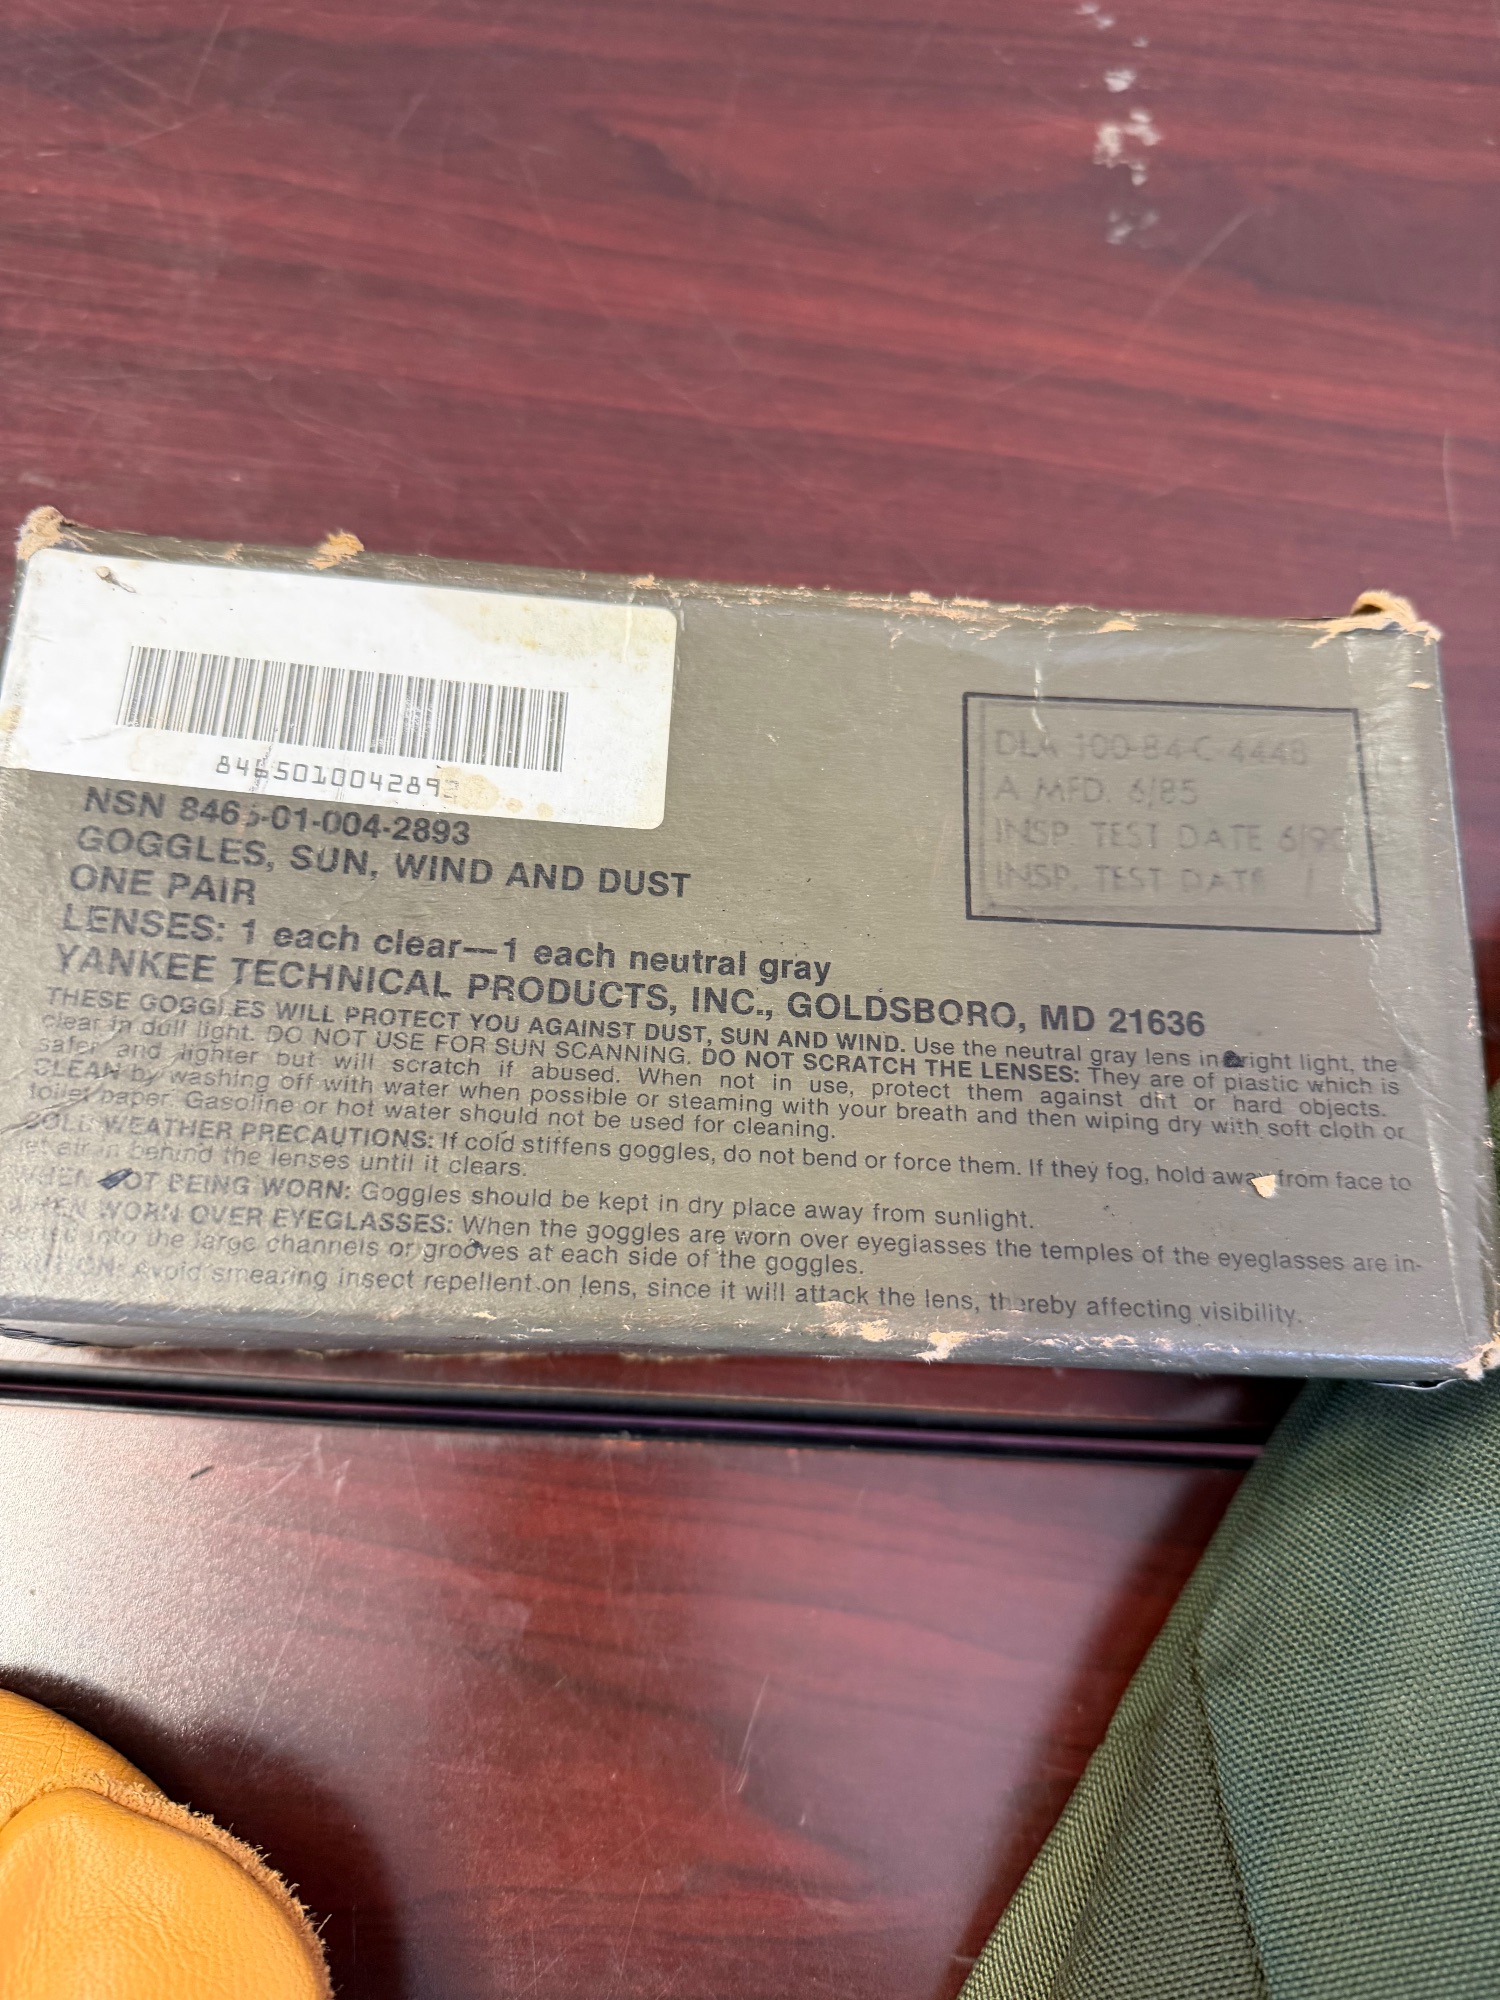 8465010042893
NSN 8465-01-004-2893
GOGGLES, SUN, WIND AND DUST
ONE PAIR
LENSES: 1 each clear—1 each neutral gray
YANKEE TECHNICAL PRODUCTS, INC., GOLDSBORO, MD 21636
THESE GOGGLES WILL PROTECT YOU AGAINST DUST, SUN AND WIND. Use the neutral gray lens in bright light, the
clear in dull light. DO NOT USE FOR SUN SCANNING. DO NOT SCRATCH THE LENSES: They are of plastic which is
safer and lighter but will scratch if abused. When not in use, protect them against dirt or hard objects.
CLEAN by washing off with water when possible or steaming with your breath and then wiping dry with soft cloth or
toilet paper. Gasoline or hot water should not be used for cleaning.
COLD WEATHER PRECAUTIONS: If cold stiffens goggles, do not bend or force them. If they fog, hold away from face to
behind the lenses until it clears.
WHEN NOT BEING WORN: Goggles should be kept in dry place away from sunlight.
WHEN WORN OVER EYEGLASSES: When the goggles are worn over eyeglasses the temples of the eyeglasses are in-
serted into the large channels or grooves at each side of the goggles.
Avoid smearing insect repellent on lens, since it will attack the lens, thereby affecting visibility.
DLA 100-84-C-4448
A MFD. 6/85
INSP. TEST DATE
INSP. TEST DATE